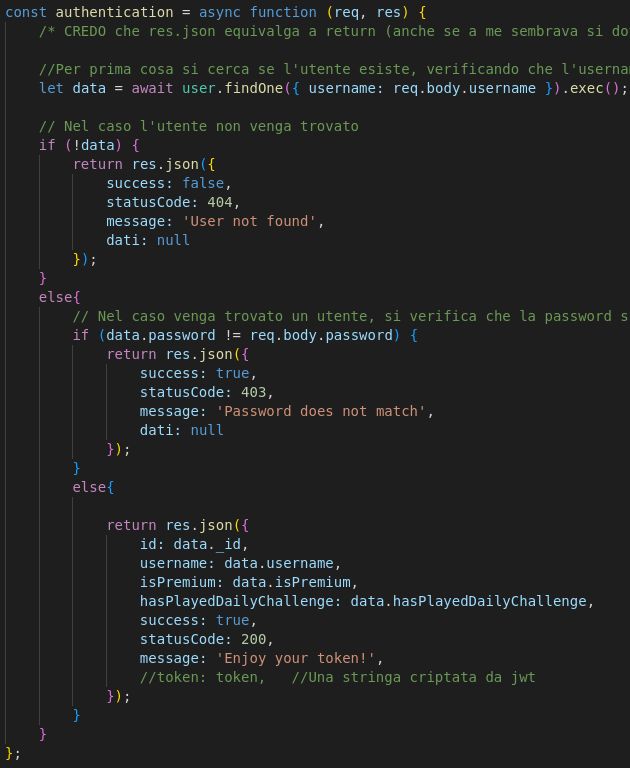 const authentication = async function (req, res) {
/* CREDO che res.json equivalga a return (anche se a me sembrava si do
//Per prima cosa si cerca se l'utente esiste, verificando che l'userna
let data = await user.findOne({ username: req.body.username }).exec();
// Nel caso l'utente non venga trovato
if (!data) {
return res.json({
success: false,
statusCode: 404,
message: 'User not found',
dati: null
});
}
else{
// Nel caso venga trovato un utente, si verifica che la password s
if (data.password != req.body.password) {
return res.json({
success: true,
statusCode: 403,
message: 'Password does not match',
dati: null
});
}
else{
return res.json({
id: data._id,
username: data.username,
isPremium: data.isPremium,
hasPlayedDailyChallenge: data.hasPlayedDailyChallenge,
success: true,
statusCode: 200,
message: 'Enjoy your token!',
//token: token,   //Una stringa criptata da jwt
});
}
}
};